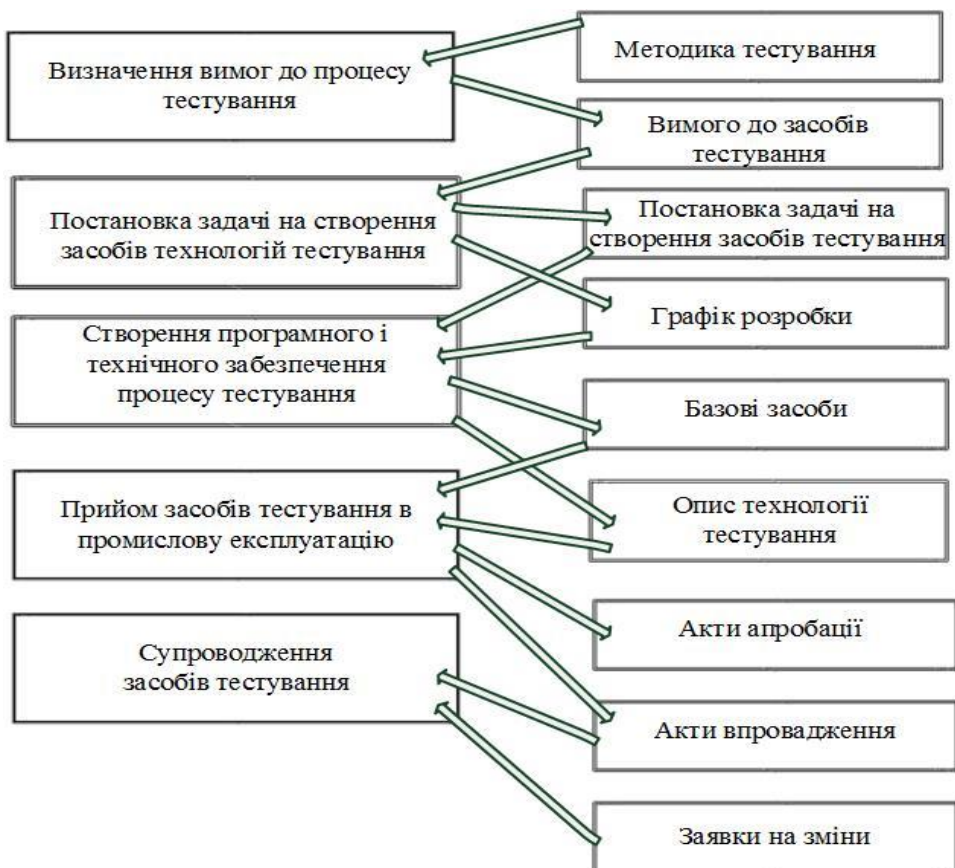 Методика тестування
Визначення вимог до процесу
тестування
Вимого до засобів
тестування
Постановка задачі на створення
засобів технологій тестування
Постановка задачі на
створення засобів тестування
Графік розробки
Створення програмного і
технічного забезпечення
процесу тестування
Базові засоби
Прийом засобів тестування в
промислову експлуатацію
Опис технології
тестування
Акти апробації
Супроводження
засобів тестування
Акти впровадження
Заявки на зміни